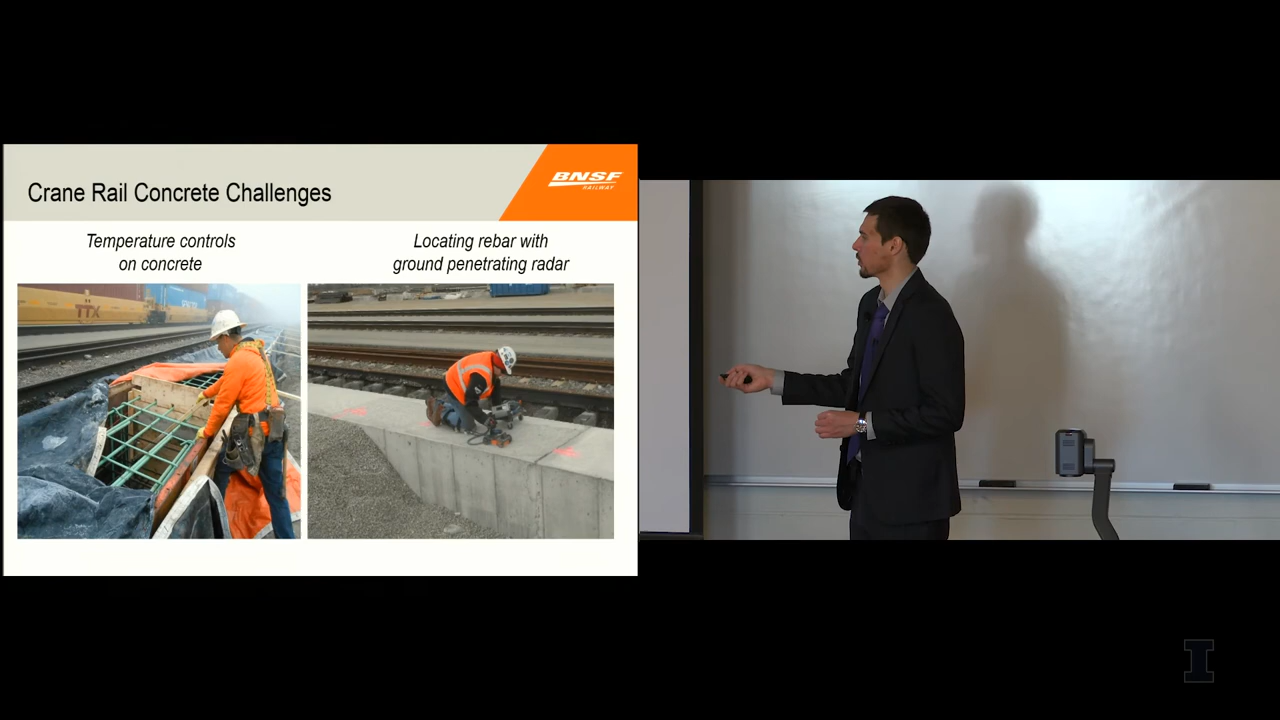 Crane Rail Concrete Challenges
BNSF
RAILWAY
Temperature controls
on concrete
Locating rebar with
ground penetrating radar
TTX